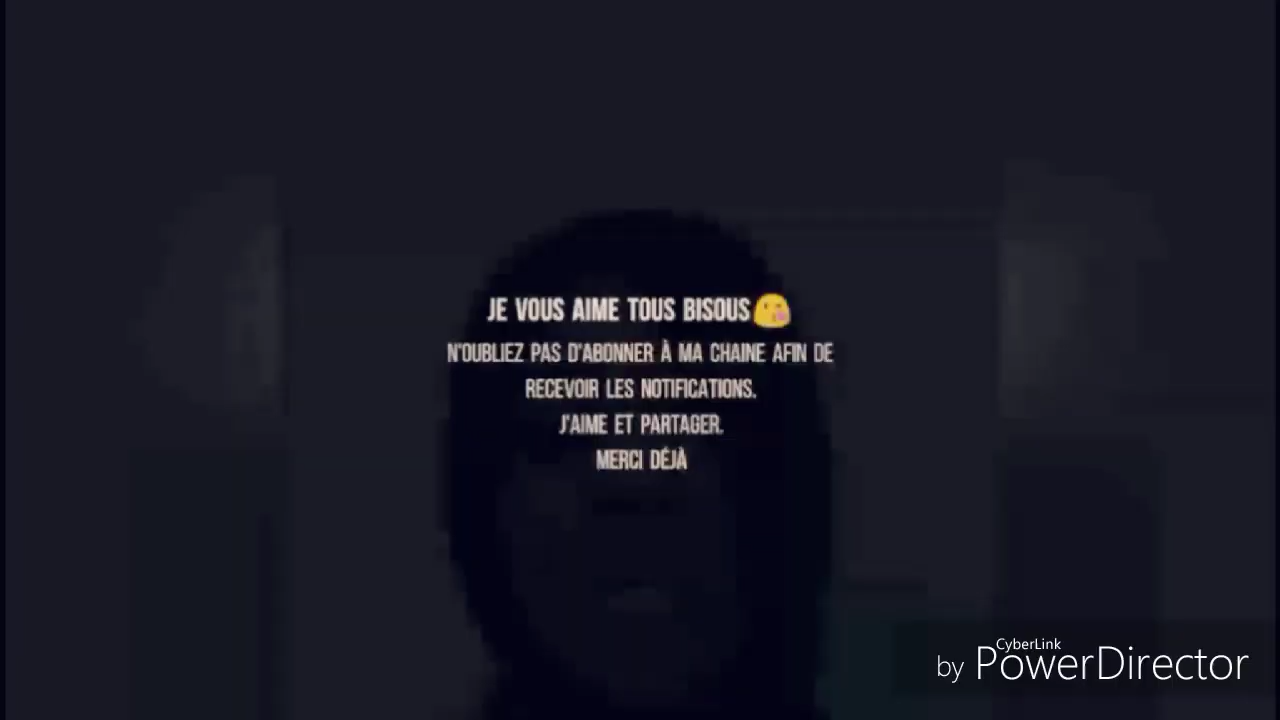 JE VOUS AIME TOUS BISOUS😘
N'OUBLIEZ PAS D'ABONNER À MA CHAINE AFIN DE
RECEVOIR LES NOTIFICATIONS.
J'AIME ET PARTAGER.
MERCI DÉJÀ
CyberLink
by PowerDirector